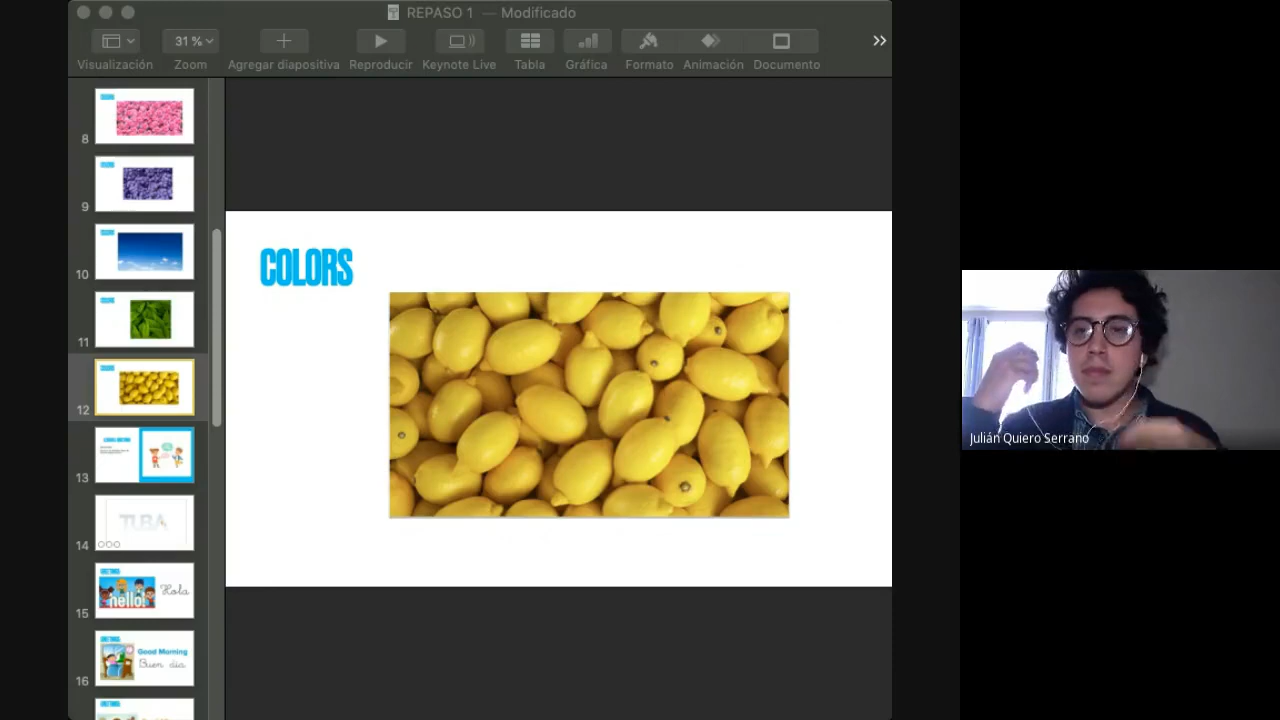 REPASO 1 — Modificado
31 %
Visualización Zoom Agregar diapositiva Reproducir Keynote Live Tabla Gráfica Formato Animación Documento
COLORS
8
9
10
11
12
13
14
15
16
TUBA
hello!
Hola
Good Morning
Buen día
Julián Quiero Serrano